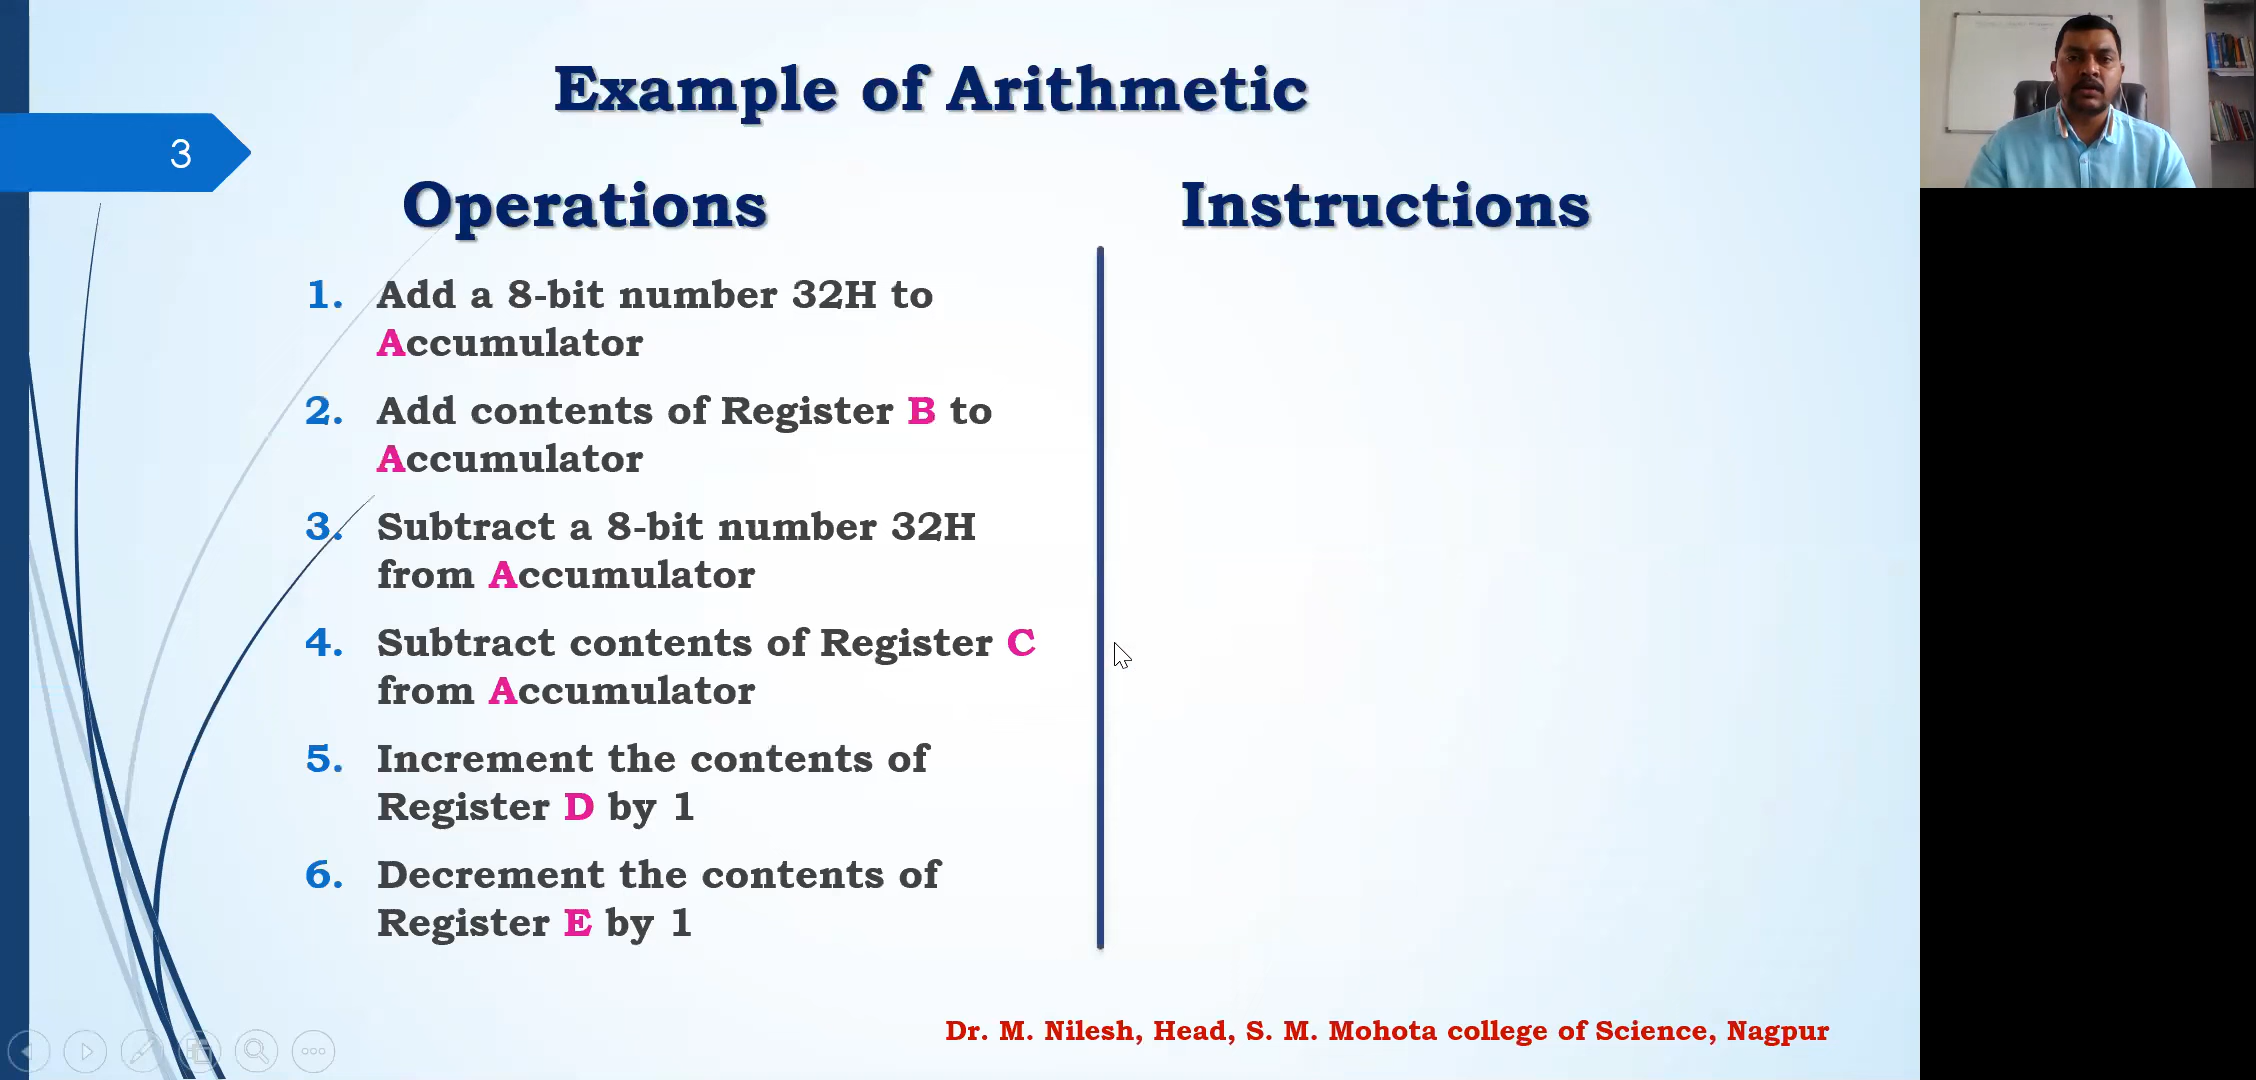 Example of Arithmetic
3
Operations
Instructions
1. Add a 8-bit number 32H to
Accumulator
2. Add contents of Register B to
Accumulator
3. Subtract a 8-bit number 32H
from Accumulator
4. Subtract contents of Register C
from Accumulator
5. Increment the contents of
Register D by 1
6. Decrement the contents of
Register E by 1
Dr. M. Nilesh, Head, S. M. Mohota college of Science, Nagpur